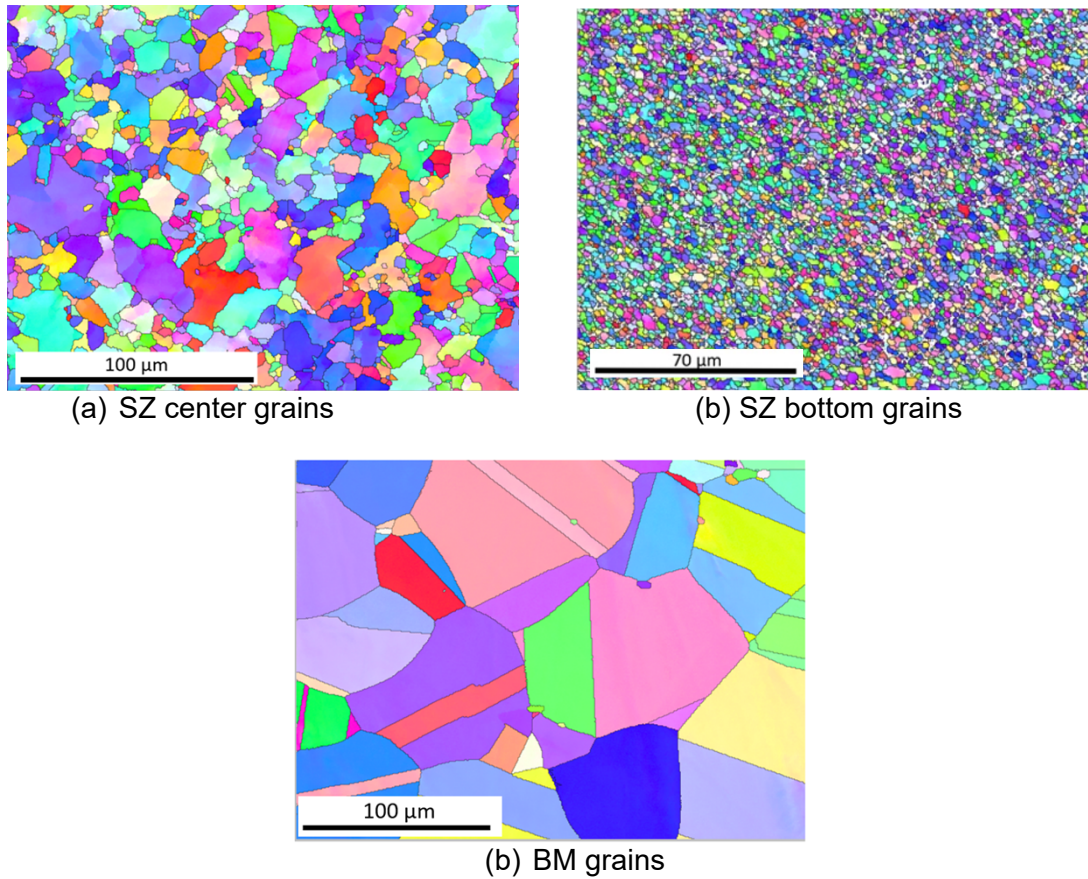 100 µm
70 µm
(a) SZ center grains
(b) SZ bottom grains
100 µm
(b) BM grains